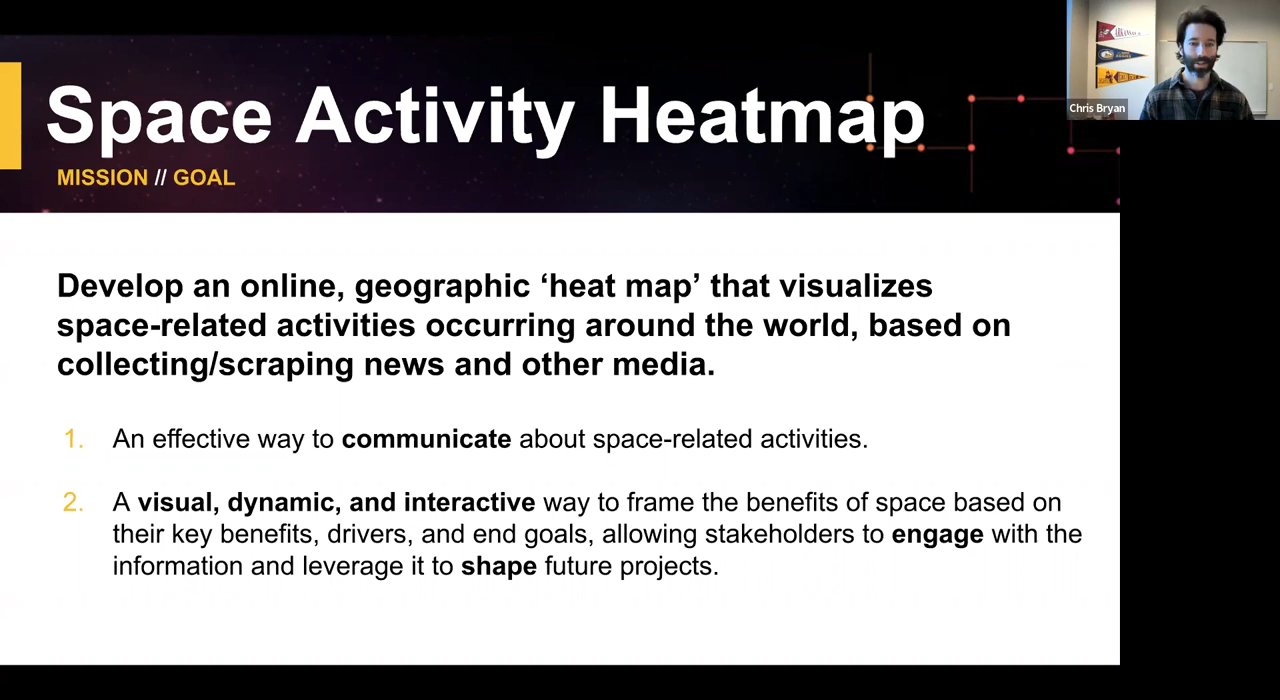 Space Activity Heatmap
MISSION // GOAL
Chris Bryan
Develop an online, geographic ‘heat map’ that visualizes
space-related activities occurring around the world, based on
collecting/scraping news and other media.
1. An effective way to communicate about space-related activities.
2. A visual, dynamic, and interactive way to frame the benefits of space based on
their key benefits, drivers, and end goals, allowing stakeholders to engage with the
information and leverage it to shape future projects.